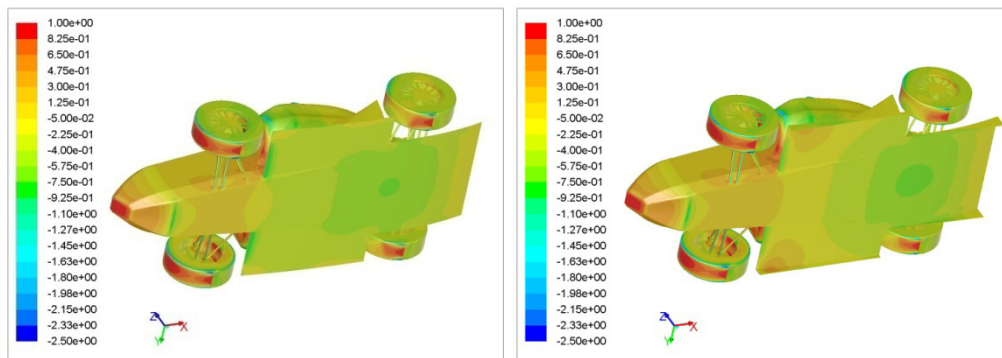 1.00e+00
8.25e-01
6.50e-01
4.75e-01
3.00e-01
1.25e-01
-5.00e-02
-2.25e-01
-4.00e-01
-5.75e-01
-7.50e-01
-9.25e-01
-1.10e+00
-1.27e+00
-1.45e+00
-1.63e+00
-1.80e+00
-1.98e+00
-2.15e+00
-2.33e+00
-2.50e+00
Z
X
Y
1.00e+00
8.25e-01
6.50e-01
4.75e-01
3.00e-01
1.25e-01
-5.00e-02
-2.25e-01
-4.00e-01
-5.75e-01
-7.50e-01
-9.25e-01
-1.10e+00
-1.27e+00
-1.45e+00
-1.63e+00
-1.80e+00
-1.98e+00
-2.15e+00
-2.33e+00
-2.50e+00
Z
X
Y